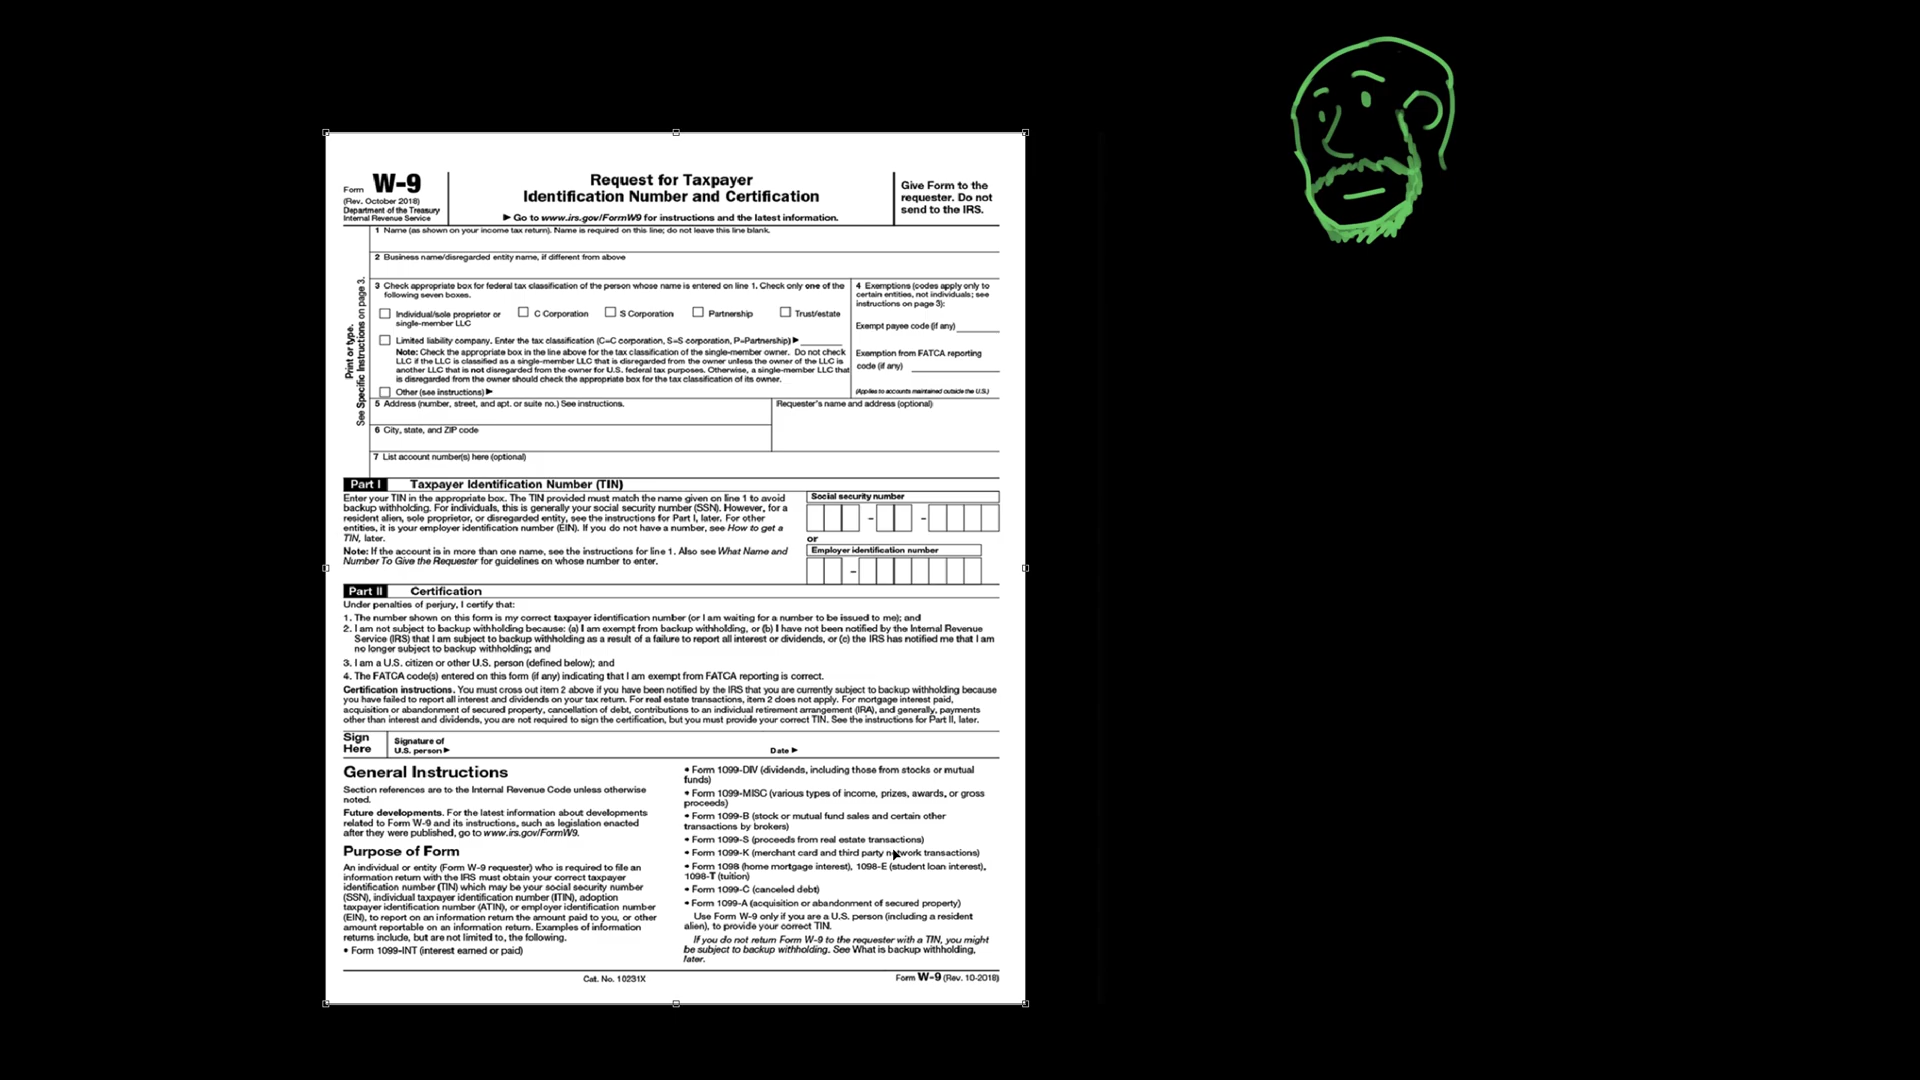 Form W-9
(Rev. October 2018)
Department of the Treasury
Internal Revenue Service
Request for Taxpayer
Identification Number and Certification
▶ Go to www.irs.gov/FormW9 for instructions and the latest information.
Give Form to the
requester. Do not
send to the IRS.
Print or type.
See Specific Instructions on page 3.
1 Name (as shown on your income tax return). Name is required on this line; do not leave this line blank.
2 Business name/disregarded entity name, if different from above
3 Check appropriate box for federal tax classification of the person whose name is entered on line 1. Check only one of the
following seven boxes.
Individual/sole proprietor or
single-member LLC
C Corporation
S Corporation
Partnership
Trust/estate
Limited liability company. Enter the tax classification (C=C corporation, S=S corporation, P=Partnership) ▶
Note: Check the appropriate box in the line above for the tax classification of the single-member owner. Do not check
LLC if the LLC is classified as a single-member LLC that is disregarded from the owner unless the owner of the LLC is
another LLC that is not disregarded from the owner for U.S. federal tax purposes. Otherwise, a single-member LLC that
is disregarded from the owner should check the appropriate box for the tax classification of its owner.
Other (see instructions) ▶
4 Exemptions (codes apply only to
certain entities, not individuals; see
instructions on page 3):
Exempt payee code (if any)
Exemption from FATCA reporting
code (if any)
(Applies to accounts maintained outside the U.S.)
5 Address (number, street, and apt. or suite no.) See instructions.
Requester's name and address (optional)
6 City, state, and ZIP code
7 List account number(s) here (optional)
Part I Taxpayer Identification Number (TIN)
Enter your TIN in the appropriate box. The TIN provided must match the name given on line 1 to avoid
backup withholding. For individuals, this is generally your social security number (SSN). However, for a
resident alien, sole proprietor, or disregarded entity, see the instructions for Part I, later. For other
entities, it is your employer identification number (EIN). If you do not have a number, see How to get a
TIN, later.
Note: If the account is in more than one name, see the instructions for line 1. Also see What Name and
Number To Give the Requester for guidelines on whose number to enter.
Social security number
– –
or
Employer identification number
–
Part II Certification
Under penalties of perjury, I certify that:
1. The number shown on this form is my correct taxpayer identification number (or I am waiting for a number to be issued to me); and
2. I am not subject to backup withholding because: (a) I am exempt from backup withholding, or (b) I have not been notified by the Internal Revenue
Service (IRS) that I am subject to backup withholding as a result of a failure to report all interest or dividends, or (c) the IRS has notified me that I am
no longer subject to backup withholding; and
3. I am a U.S. citizen or other U.S. person (defined below); and
4. The FATCA code(s) entered on this form (if any) indicating that I am exempt from FATCA reporting is correct.
Certification instructions. You must cross out item 2 above if you have been notified by the IRS that you are currently subject to backup withholding because
you have failed to report all interest and dividends on your tax return. For real estate transactions, item 2 does not apply. For mortgage interest paid,
acquisition or abandonment of secured property, cancellation of debt, contributions to an individual retirement arrangement (IRA), and generally, payments
other than interest and dividends, you are not required to sign the certification, but you must provide your correct TIN. See the instructions for Part II, later.
Sign
Here
Signature of
U.S. person ▶
Date ▶
General Instructions
Section references are to the Internal Revenue Code unless otherwise
noted.
Future developments. For the latest information about developments
related to Form W-9 and its instructions, such as legislation enacted
after they were published, go to www.irs.gov/FormW9.
Purpose of Form
An individual or entity (Form W-9 requester) who is required to file an
information return with the IRS must obtain your correct taxpayer
identification number (TIN) which may be your social security number
(SSN), individual taxpayer identification number (ITIN), adoption
taxpayer identification number (ATIN), or employer identification number
(EIN), to report on an information return the amount paid to you, or other
amount reportable on an information return. Examples of information
returns include, but are not limited to, the following.
• Form 1099-INT (interest earned or paid)
• Form 1099-DIV (dividends, including those from stocks or mutual
funds)
• Form 1099-MISC (various types of income, prizes, awards, or gross
proceeds)
• Form 1099-B (stock or mutual fund sales and certain other
transactions by brokers)
• Form 1099-S (proceeds from real estate transactions)
• Form 1099-K (merchant card and third party network transactions)
• Form 1098 (home mortgage interest), 1098-E (student loan interest),
1098-T (tuition)
• Form 1099-C (canceled debt)
• Form 1099-A (acquisition or abandonment of secured property)
Use Form W-9 only if you are a U.S. person (including a resident
alien), to provide your correct TIN.
If you do not return Form W-9 to the requester with a TIN, you might
be subject to backup withholding. See What is backup withholding,
later.
Cat. No. 10231X
Form W-9 (Rev. 10-2018)